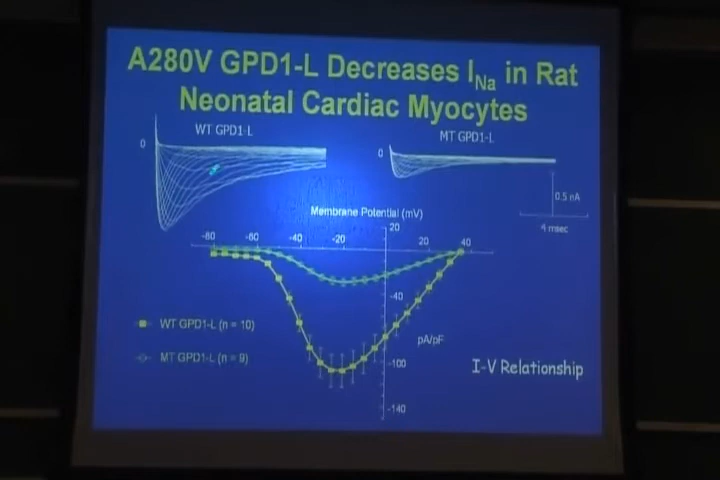 A280V GPD1-L Decreases INa in Rat
Neonatal Cardiac Myocytes
WT GPD1-L
MT GPD1-L
0
0
0.5 nA
4 msec
Membrane Potential (mV)
-80 -60 -40 -20 20 40
20
-40
-100
-140
pA/pF
WT GPD1-L (n = 10)
MT GPD1-L (n = 9)
I-V Relationship